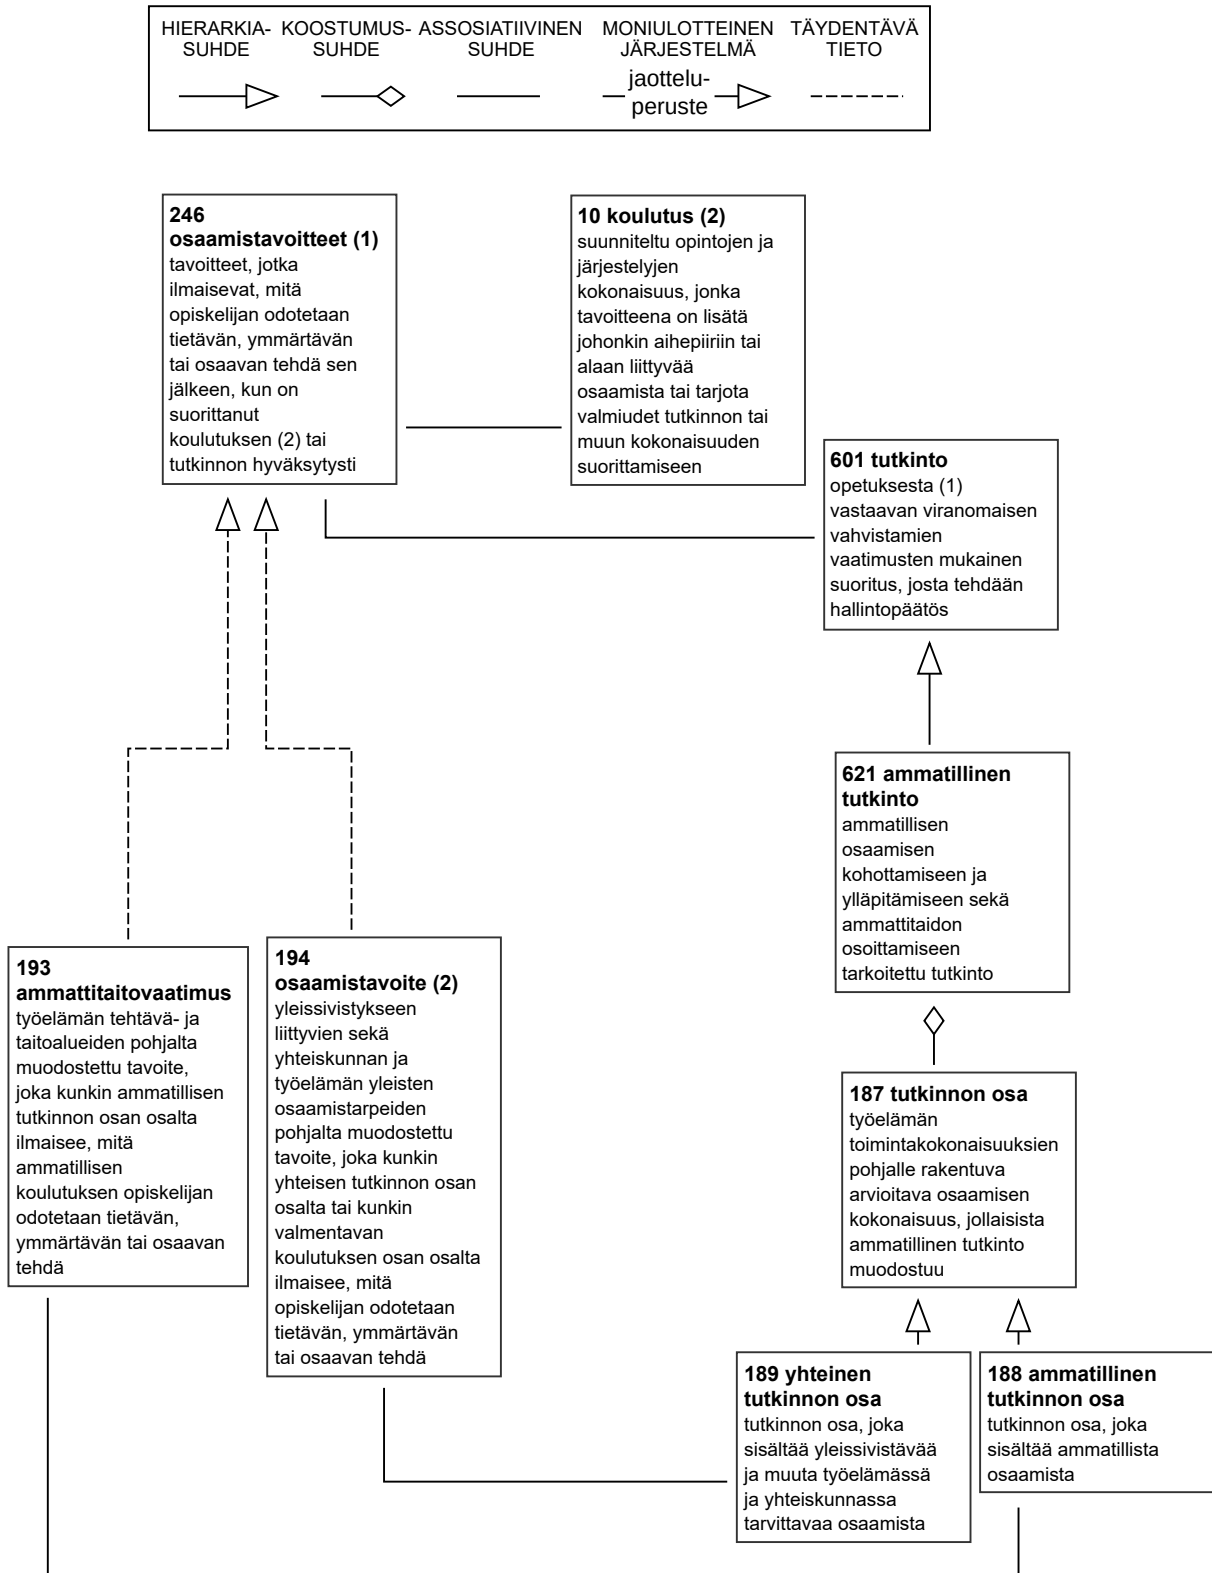 HIERARKIA-
SUHDE
KOOSTUMUS-
SUHDE
ASSOSIATIIVINEN
SUHDE
MONIULOTTEINEN
JÄRJESTELMÄ
jaottelu-
peruste
TÄYDENTÄVÄ
TIETO
246
osaamistavoitteet (1)
tavoitteet, jotka
ilmaisevat, mitä
opiskelijan odotetaan
tietävän, ymmärtävän
tai osaavan tehdä sen
jälkeen, kun on
suorittanut
koulutuksen (2) tai
tutkinnon hyväksytysti
10 koulutus (2)
suunniteltu opintojen ja
järjestelyjen
kokonaisuus, jonka
tavoitteena on lisätä
johonkin aihepiiriin tai
alaan liittyvää
osaamista tai tarjota
valmiudet tutkinnon tai
muun kokonaisuuden
suorittamiseen
601 tutkinto
opetuksesta (1)
vastaavan viranomaisen
vahvistamien
vaatimusten mukainen
suoritus, josta tehdään
hallintopäätös
621 ammatillinen
tutkinto
ammatillisen
osaamisen
kohottamiseen ja
ylläpitämiseen sekä
ammattitaidon
osoittamiseen
tarkoitettu tutkinto
193
ammattitaitovaatimus
työelämän tehtävä- ja
taitoalueiden pohjalta
muodostettu tavoite,
joka kunkin ammatillisen
tutkinnon osan osalta
ilmaisee, mitä
ammatillisen
koulutuksen opiskelijan
odotetaan tietävän,
ymmärtävän tai osaavan
tehdä
194
osaamistavoite (2)
yleissivistykseen
liittyvien sekä
yhteiskunnan ja
työelämän yleisten
osaamistarpeiden
pohjalta muodostettu
tavoite, joka kunkin
yhteisen tutkinnon osan
osalta tai kunkin
valmentavan
koulutuksen osan osalta
ilmaisee, mitä
opiskelijan odotetaan
tietävän, ymmärtävän
tai osaavan tehdä
187 tutkinnon osa
työelämän
toimintakokonaisuuksien
pohjalle rakentuva
arvioitava osaamisen
kokonaisuus, jollaisista
ammatillinen tutkinto
muodostuu
189 yhteinen
tutkinnon osa
tutkinnon osa, joka
sisältää yleissivistävää
ja muuta työelämässä
ja yhteiskunnassa
tarvittavaa osaamista
188 ammatillinen
tutkinnon osa
tutkinnon osa, joka
sisältää ammatillista
osaamista